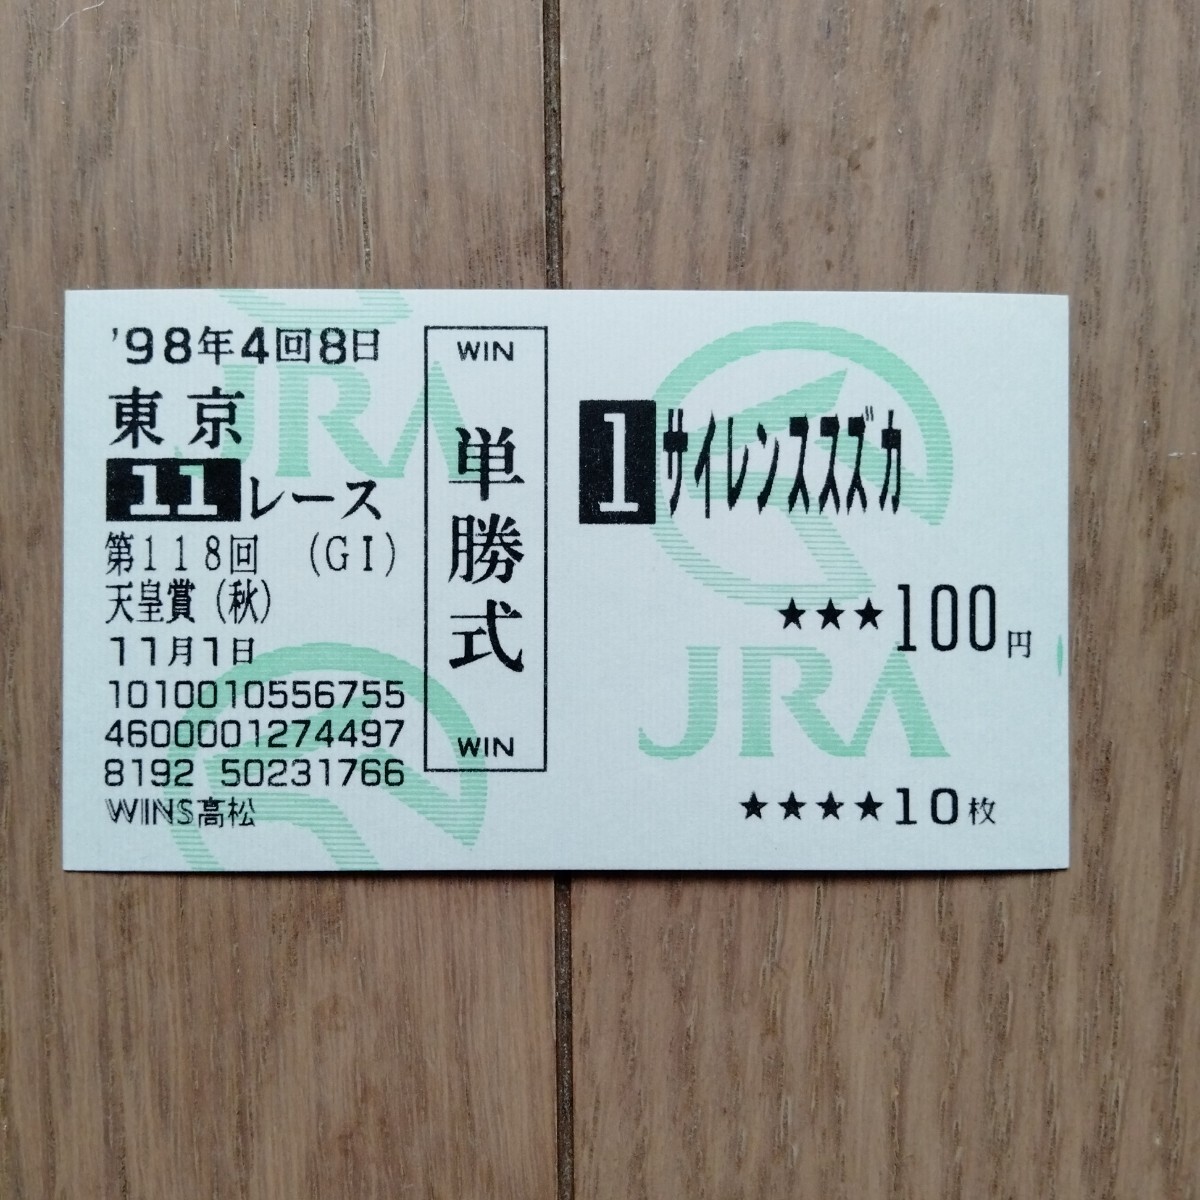 '98年4回8日
東京
11レース
第118回 (GI)
天皇賞(秋)
11月1日
1010010556755
4600001274497
8192 50231766
WINS高松
WIN
単勝式
WIN
1 サイレンススズカ
★★★100円
★★★★10枚
JRA
JRA